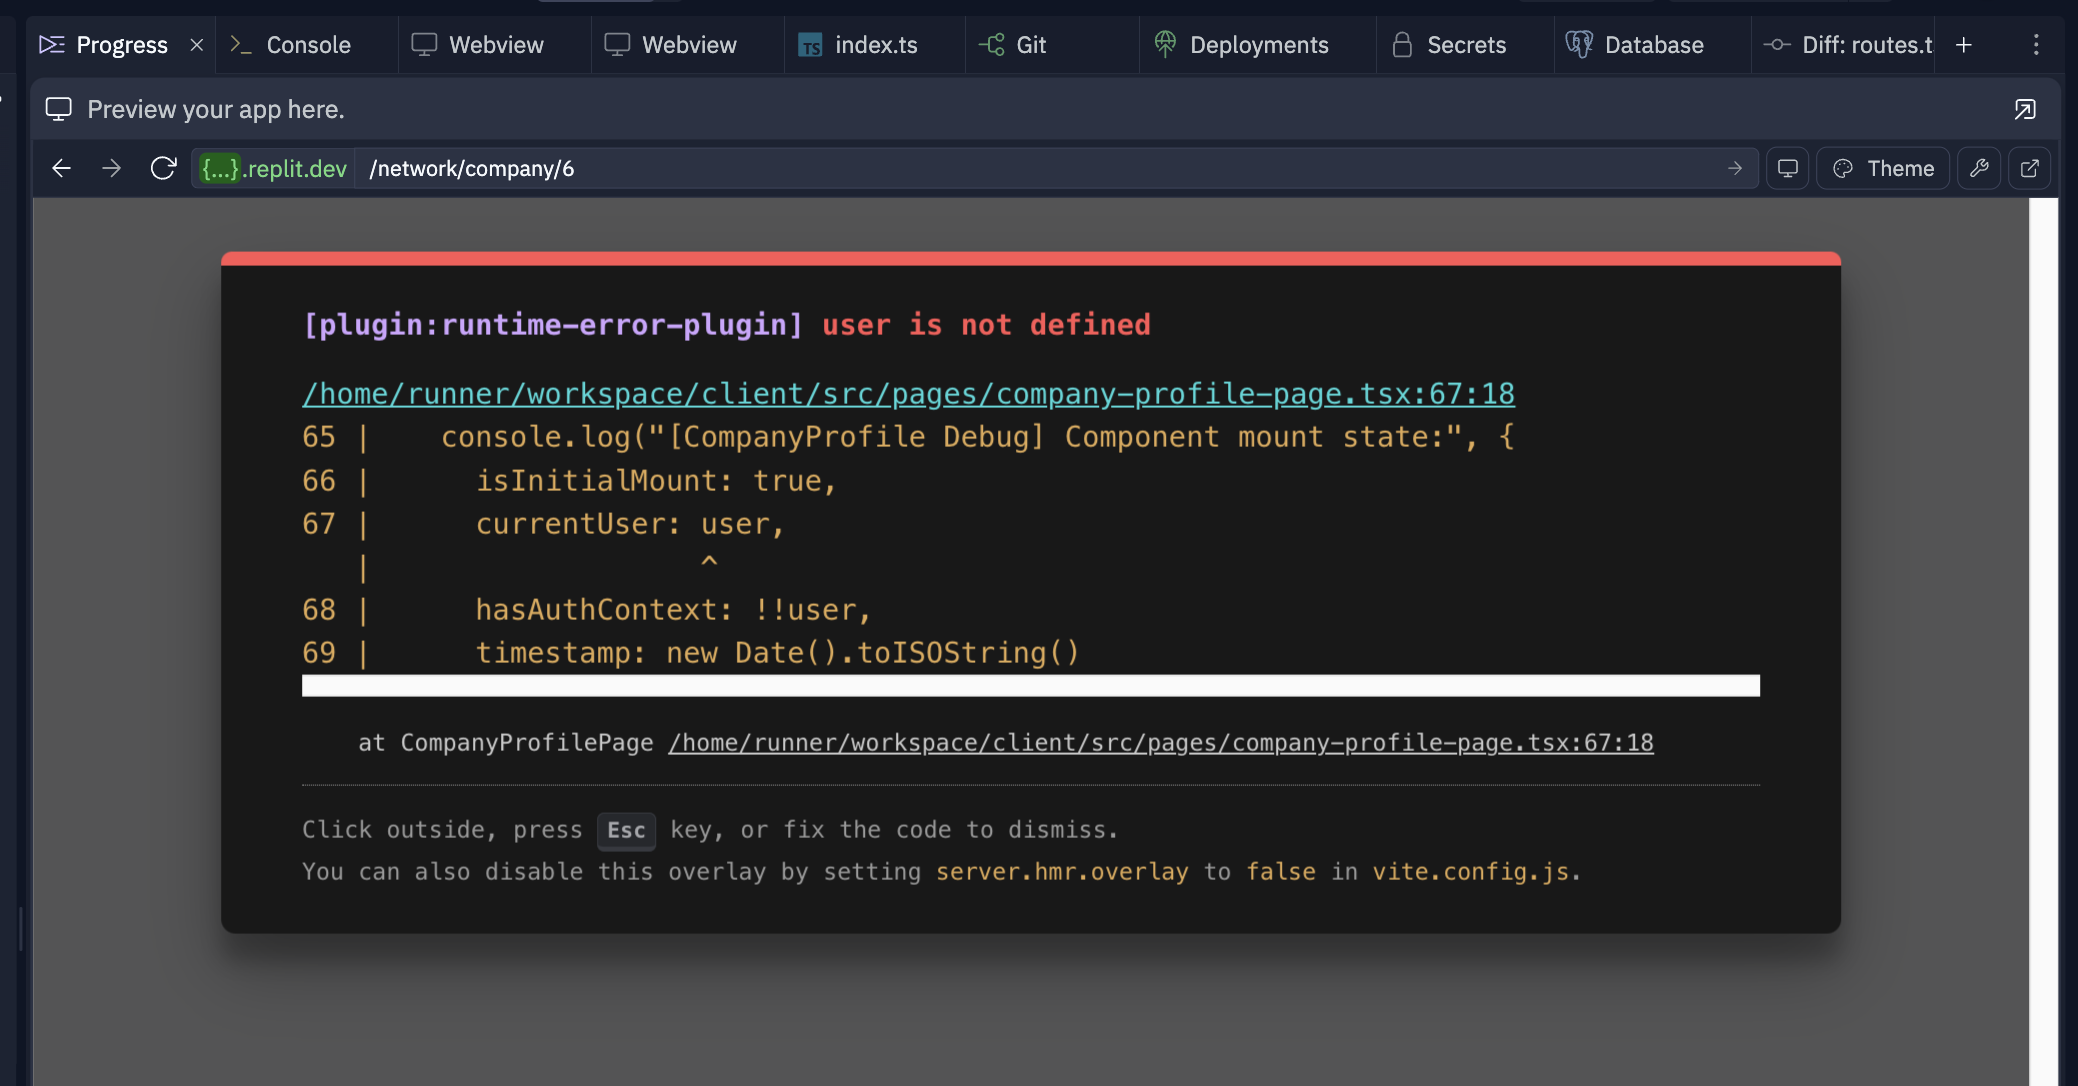 Progress × Console Webview Webview TS index.ts Git Deployments Secrets Database Diff: routes.t +
Preview your app here.
{...}.replit.dev /network/company/6 Theme
[plugin:runtime-error-plugin] user is not defined
/home/runner/workspace/client/src/pages/company-profile-page.tsx:67:18
65 |    console.log("[CompanyProfile Debug] Component mount state:", {
66 |      isInitialMount: true,
67 |      currentUser: user,
   |                   ^
68 |      hasAuthContext: !!user,
69 |      timestamp: new Date().toISOString()
at CompanyProfilePage /home/runner/workspace/client/src/pages/company-profile-page.tsx:67:18
Click outside, press Esc key, or fix the code to dismiss.
You can also disable this overlay by setting server.hmr.overlay to false in vite.config.js.